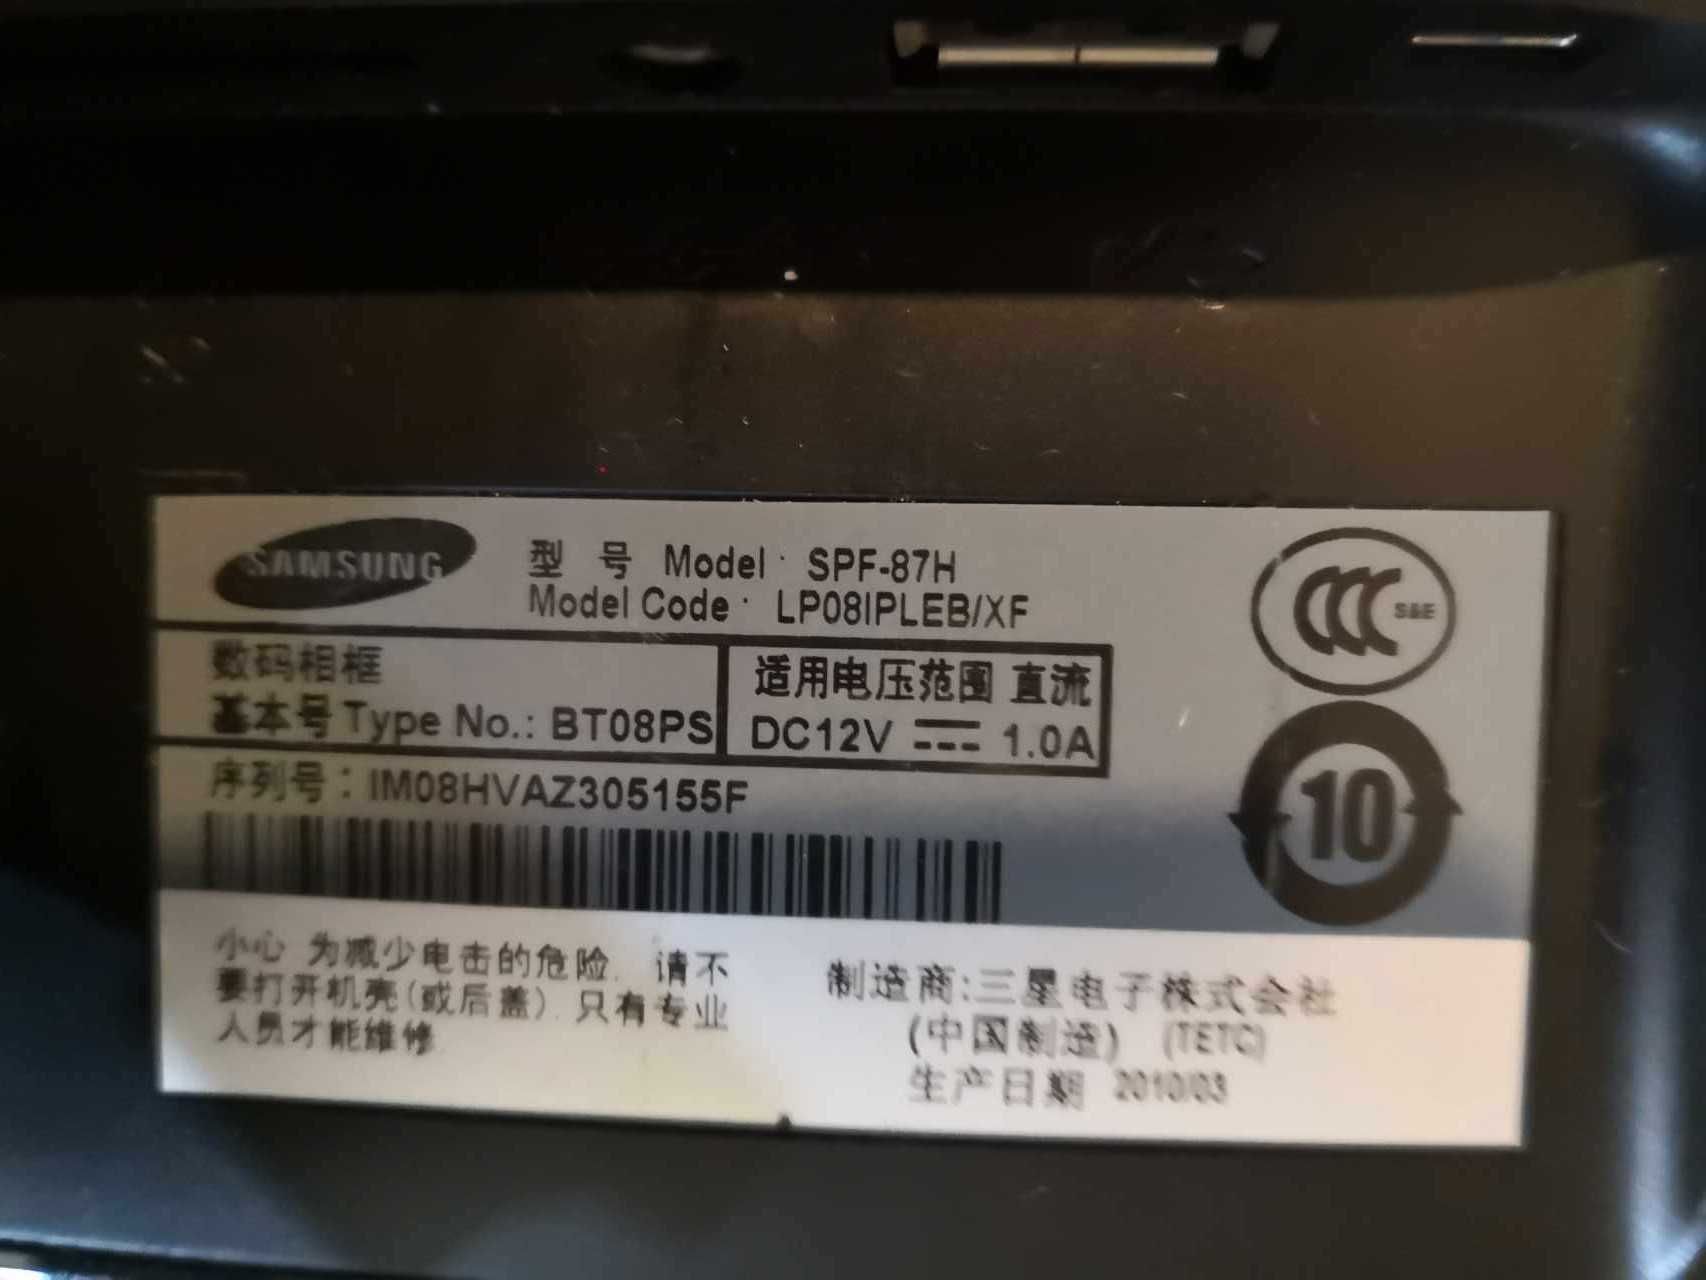 SAMSUNG
型 号 Model: SPF-87H
Model Code: LP08IPLEB/XF
数码相框
基本号 Type No.: BT08PS
适用电压范围 直流
DC12V ⎓ 1.0A
序列号: IM08HVAZ305155F
CCC S&E
10
小心 为减少电击的危险, 请不
要打开机壳(或后盖). 只有专业
人员才能维修
制造商:三星电子株式会社
(中国制造) (TETC)
生产日期 2010/03